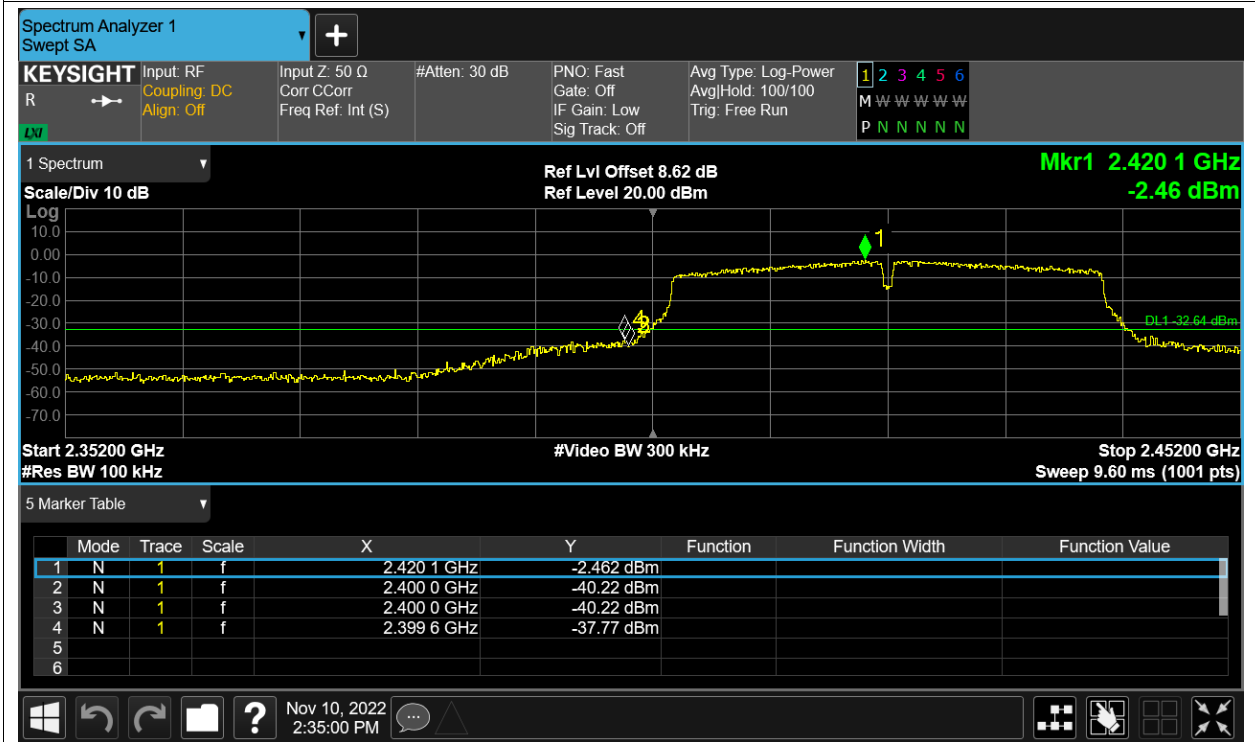 Spectrum Analyzer 1
Swept SA
+
KEYSIGHT
R
LXI
Input: RF
Coupling: DC
Align: Off
Input Z: 50 Ω
Corr CCorr
Freq Ref: Int (S)
#Atten: 30 dB
PNO: Fast
Gate: Off
IF Gain: Low
Sig Track: Off
Avg Type: Log-Power
Avg|Hold: 100/100
Trig: Free Run
1 2 3 4 5 6
M W W W W W
P N N N N N
1 Spectrum
Scale/Div 10 dB
Ref Lvl Offset 8.62 dB
Ref Level 20.00 dBm
Mkr1 2.420 1 GHz
-2.46 dBm
Log
10.0
0.00
-10.0
-20.0
-30.0
-40.0
-50.0
-60.0
-70.0
1
4
DL1 -32.64 dBm
Start 2.35200 GHz
#Res BW 100 kHz
#Video BW 300 kHz
Stop 2.45200 GHz
Sweep 9.60 ms (1001 pts)
5 Marker Table
Mode Trace Scale X Y Function Function Width Function Value
1 N 1 f 2.420 1 GHz -2.462 dBm
2 N 1 f 2.400 0 GHz -40.22 dBm
3 N 1 f 2.400 0 GHz -40.22 dBm
4 N 1 f 2.399 6 GHz -37.77 dBm
5
6
?
Nov 10, 2022
2:35:00 PM